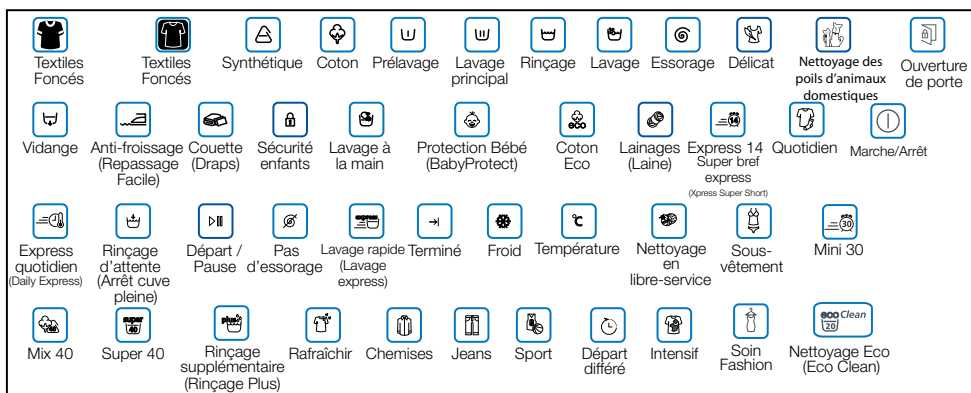 Textiles Foncés
Textiles Foncés
Synthétique
Coton
Prélavage
Lavage principal
Rinçage
Lavage
Essorage
Délicat
Nettoyage des poils d'animaux domestiques
Ouverture de porte
14
eco
Vidange
Anti-froissage (Repassage Facile)
Couette (Draps)
Sécurité enfants
Lavage à la main
Protection Bébé (BabyProtect)
Coton Eco
Lainages (Laine)
Express 14 Super bref express (Xpress Super Short)
Quotidien
Marche/Arrêt
express
°C
30
Express quotidien (Daily Express)
Rinçage d'attente (Arrêt cuve pleine)
Départ / Pause
Pas d'essorage
Lavage rapide (Lavage express)
Terminé
Froid
Température
Nettoyage en libre-service
Sous-vêtement
Mini 30
40
super 40
plus
eco Clean 20
Mix 40
Super 40
Rinçage supplémentaire (Rinçage Plus)
Rafraîchir
Chemises
Jeans
Sport
Départ différé
Intensif
Soin Fashion
Nettoyage Eco (Eco Clean)